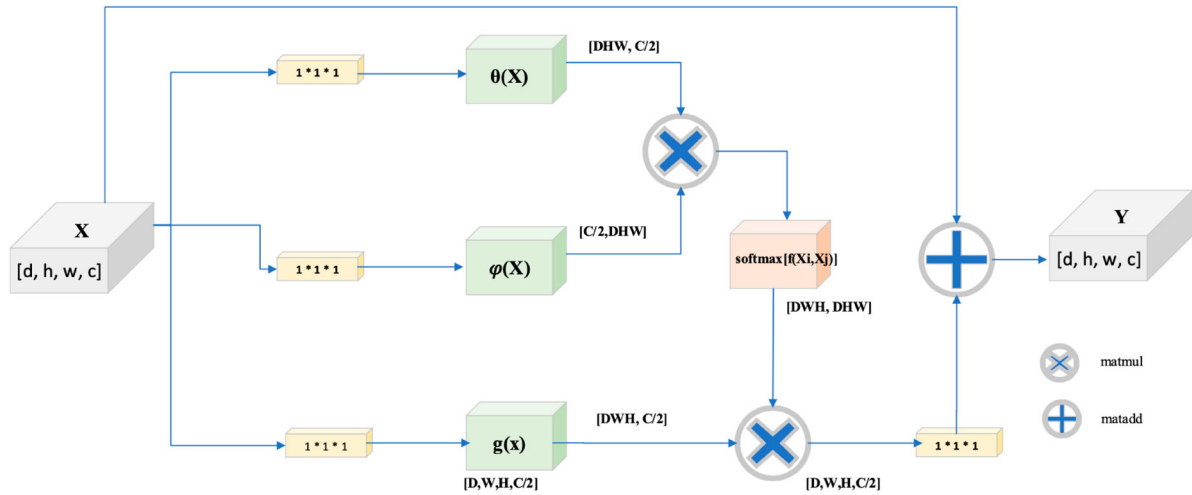 [DHW, C/2]
1 * 1 * 1
θ(X)
X
[d, h, w, c]
[C/2,DHW]
1 * 1 * 1
φ(X)
softmax[f(Xi,Xj)]
[DWH, DHW]
Y
[d, h, w, c]
matmul
matadd
1 * 1 * 1
g(x)
[DWH, C/2]
[D,W,H,C/2]
1 * 1 * 1
[D,W,H,C/2]